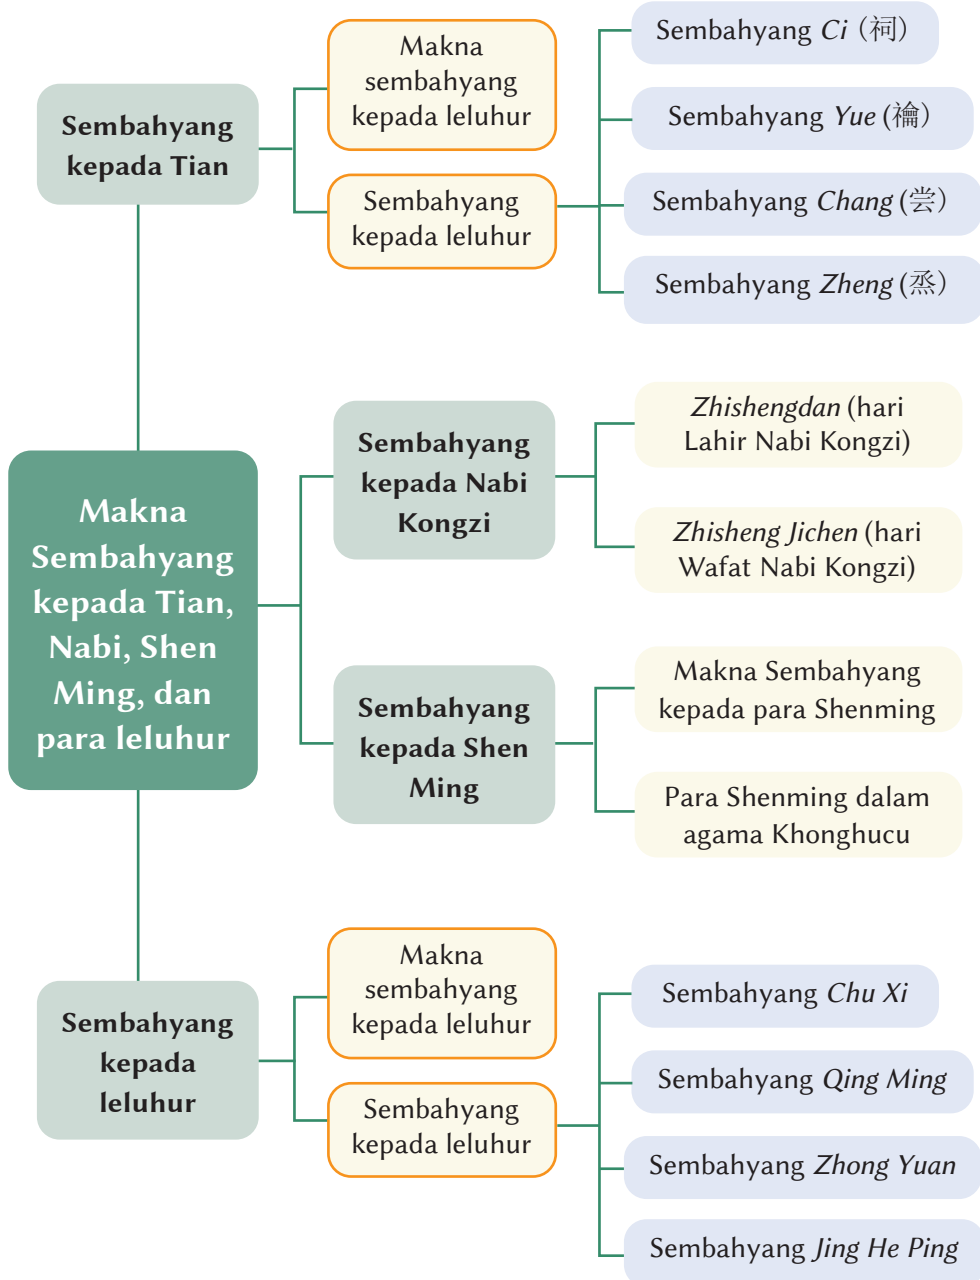 Sembahyang
kepada Tian
Makna
sembahyang
kepada leluhur
Sembahyang
kepada leluhur
Sembahyang Ci (祠)
Sembahyang Yue (禴)
Sembahyang Chang (尝)
Sembahyang Zheng (烝)
Makna
Sembahyang
kepada Tian,
Nabi, Shen
Ming, dan
para leluhur
Sembahyang
kepada Nabi
Kongzi
Zhishengdan (hari
Lahir Nabi Kongzi)
Zhisheng Jichen (hari
Wafat Nabi Kongzi)
Sembahyang
kepada Shen
Ming
Makna Sembahyang
kepada para Shenming
Para Shenming dalam
agama Khonghucu
Sembahyang
kepada
leluhur
Makna
sembahyang
kepada leluhur
Sembahyang
kepada leluhur
Sembahyang Chu Xi
Sembahyang Qing Ming
Sembahyang Zhong Yuan
Sembahyang Jing He Ping